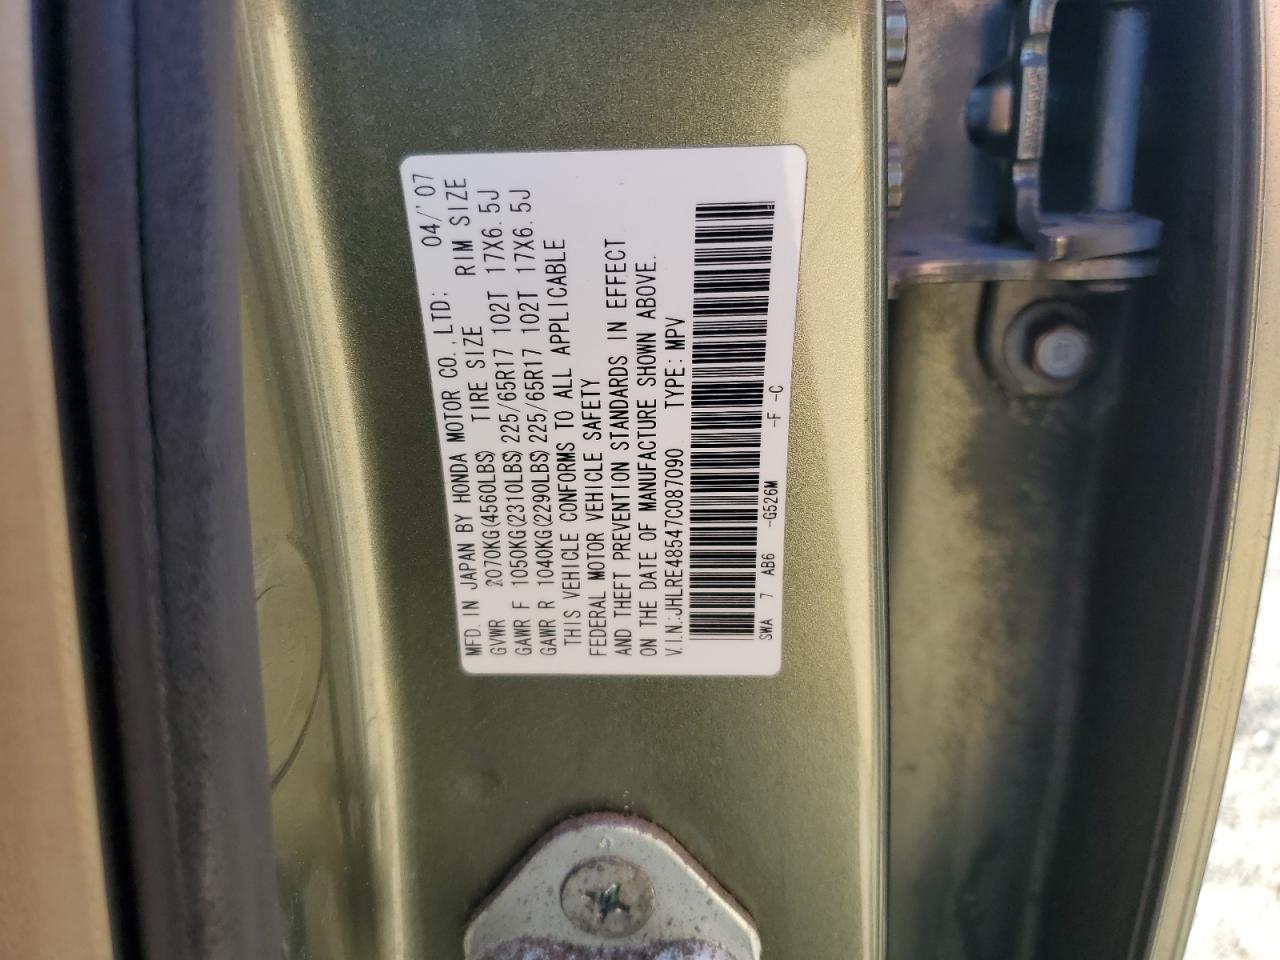 MFD. IN JAPAN BY HONDA MOTOR CO., LTD: 04/'07
GVWR 2070KG(4560LBS) TIRE SIZE RIM SIZE
GAWR F 1050KG(2310LBS) 225/65R17 102T 17X6.5J
GAWR R 1040KG(2290LBS) 225/65R17 102T 17X6.5J
THIS VEHICLE CONFORMS TO ALL APPLICABLE
FEDERAL MOTOR VEHICLE SAFETY
AND THEFT PREVENTION STANDARDS IN EFFECT
ON THE DATE OF MANUFACTURE SHOWN ABOVE.
V.I.N.:JHLRE48547C087090 TYPE: MPV
SWA 7 AB6 -G526M -F -C